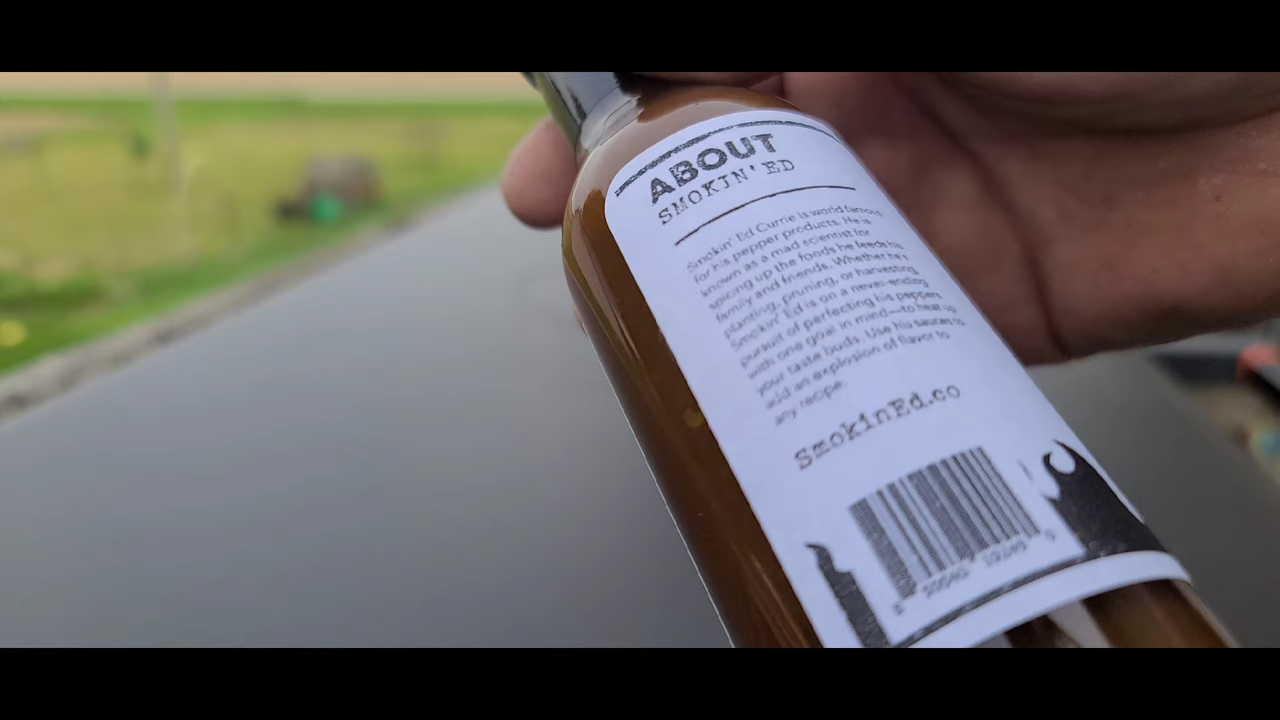 ABOUT
SMOKIN' ED
Smokin' Ed Currie is world famous
for his pepper products. He is
known as a mad scientist for
spicing up the foods he feeds his
family and friends. Whether he's
planting, pruning, or harvesting,
Smokin' Ed is on a never-ending
pursuit of perfecting his peppers
with one goal in mind—to heat up
your taste buds. Use his sauces to
add an explosion of flavor to
any recipe.
SmokinEd.co